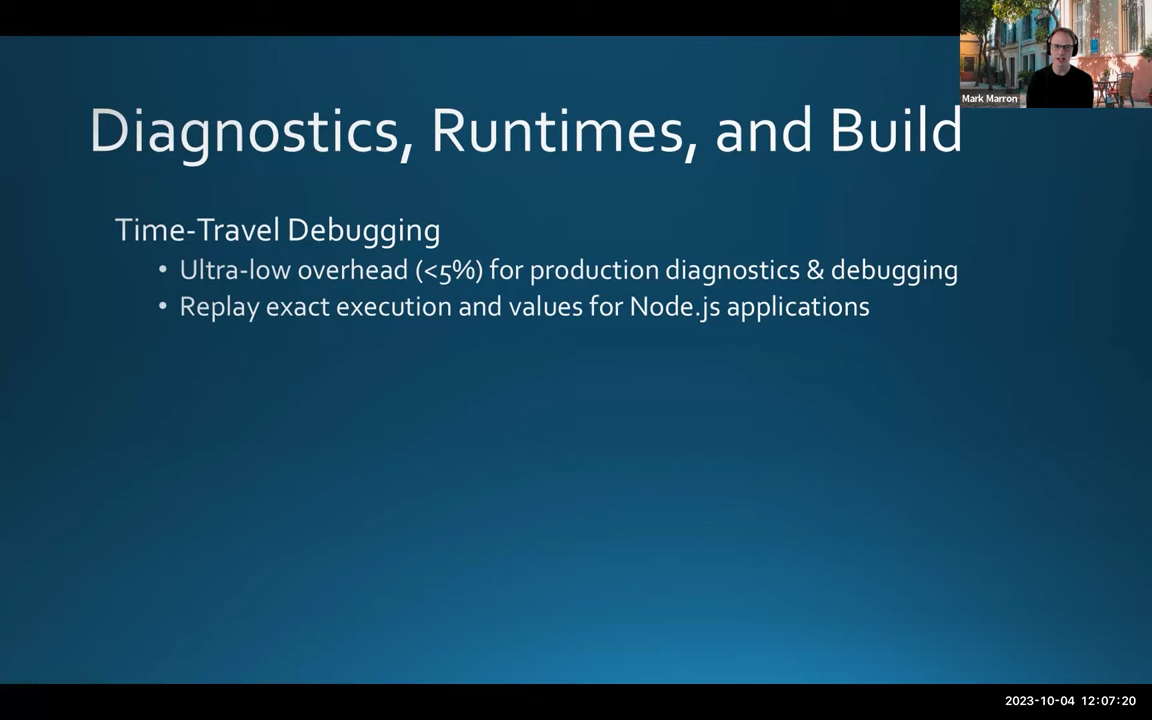 Mark Marron
Diagnostics, Runtimes, and Build
Time-Travel Debugging
• Ultra-low overhead (<5%) for production diagnostics & debugging
• Replay exact execution and values for Node.js applications
2023-10-04 12:07:20